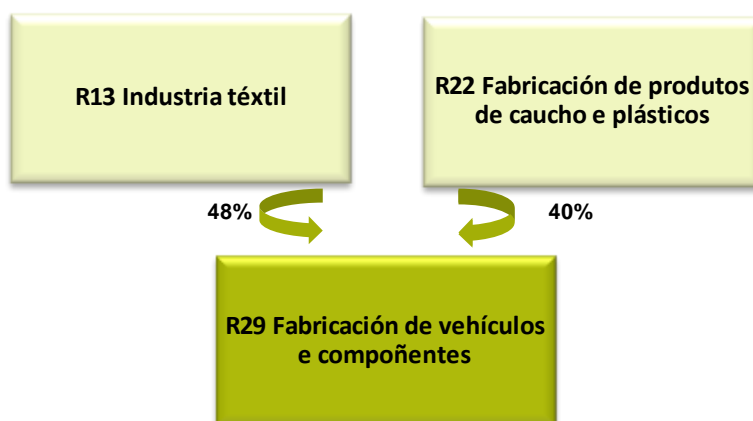 R13 Industria téxtil
R22 Fabricación de produtos
de caucho e plásticos
48%
40%
R29 Fabricación de vehículos
e compoñentes